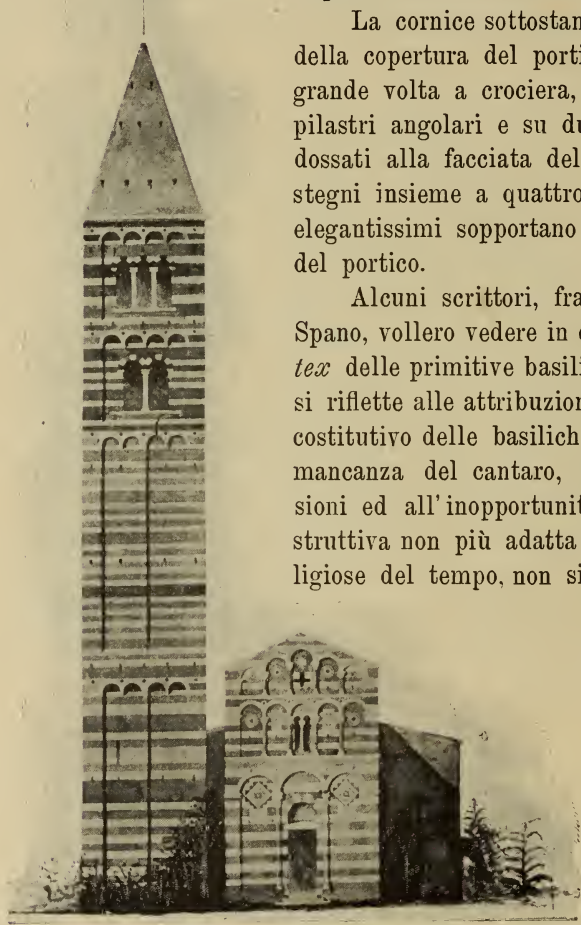 La cornice sottostan
della copertura del porti
grande volta a crociera,
pilastri angolari e su du
dossati alla facciata del
stegni insieme a quattro
elegantissimi sopportano
del portico.
Alcuni scrittori, fra
Spano, vollero vedere in
tex delle primitive basili
si riflette alle attribuzion
costitutivo delle basilich
mancanza del cantaro,
sioni ed all'inopportunit
struttiva non più adatta
ligiose del tempo, non si